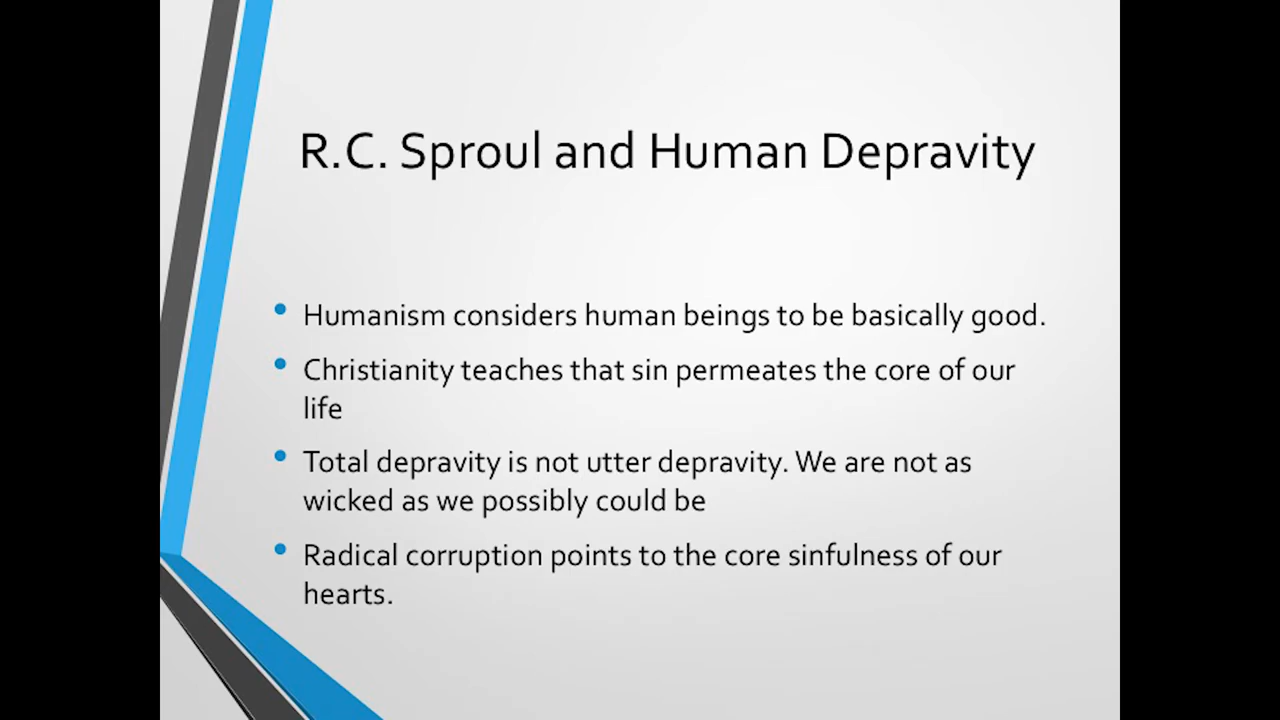 R.C. Sproul and Human Depravity
• Humanism considers human beings to be basically good.
• Christianity teaches that sin permeates the core of our
life
• Total depravity is not utter depravity. We are not as
wicked as we possibly could be
• Radical corruption points to the core sinfulness of our
hearts.